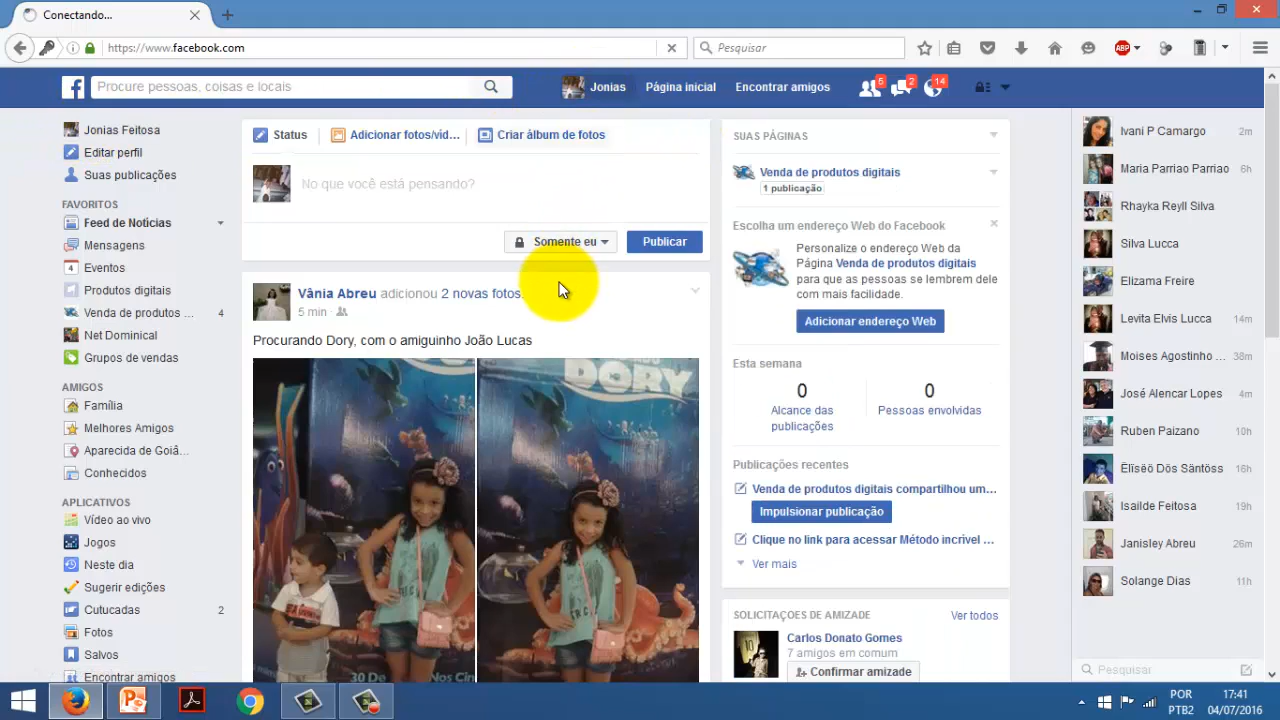 Conectando...
https://www.facebook.com
Pesquisar
ABP
Procure pessoas, coisas e locais
Jonias
Página inicial
Encontrar amigos
2
14
Jonias Feitosa
Editar perfil
Suas publicações
FAVORITOS
Feed de Notícias
Mensagens
4 Eventos
Produtos digitais
Venda de produtos ... 4
Net Dominical
Grupos de vendas
AMIGOS
Família
Melhores Amigos
Aparecida de Goiâ...
Conhecidos
APLICATIVOS
Vídeo ao vivo
Jogos
Neste dia
Sugerir edições
Cutucadas 2
Fotos
Salvos
Encontrar amigos
Status
Adicionar fotos/víd...
Criar álbum de fotos
No que você está pensando?
Somente eu
Publicar
Vânia Abreu adicionou 2 novas fotos.
5 min ·
Procurando Dory, com o amiguinho João Lucas
DORY
30 De
Nos Cine
SUAS PÁGINAS
Venda de produtos digitais
1 publicação
Escolha um endereço Web do Facebook
Personalize o endereço Web da
Página Venda de produtos digitais
para que as pessoas se lembrem dele
com mais facilidade.
Adicionar endereço Web
Esta semana
0 0
Alcance das Pessoas envolvidas
publicações
Publicações recentes
Venda de produtos digitais compartilhou um...
Impulsionar publicação
Clique no link para acessar Método incrível ...
Ver mais
SOLICITAÇÕES DE AMIZADE Ver todos
Carlos Donato Gomes
7 amigos em comum
Confirmar amizade
Ivani P Camargo 2m
Maria Parriao Parriao 6h
Rhayka Reyll Silva
Silva Lucca
Elizama Freire
Levita Elvis Lucca 14m
Moises Agostinho ... 38m
José Alencar Lopes 4m
Ruben Paizano 10h
Elïsëö Dös Säntöss 16h
Isailde Feitosa 19h
Janisley Abreu 26m
Solange Dias 11h
Pesquisar
POR
PTB2
17:41
04/07/2016